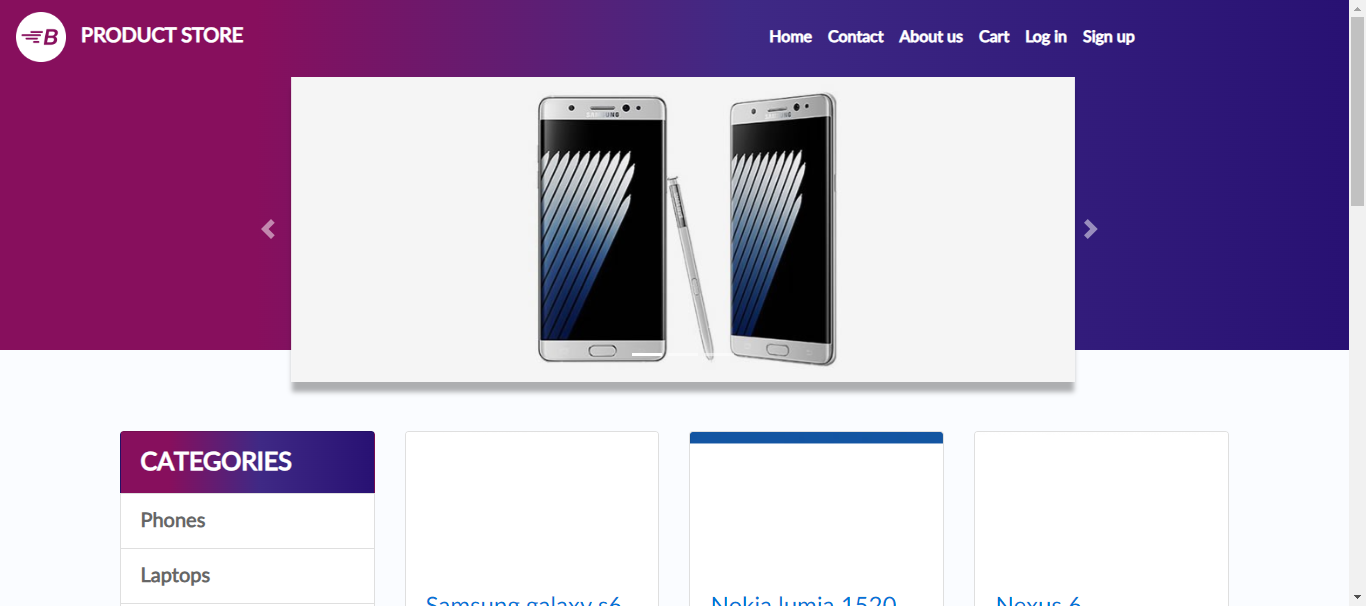 B PRODUCT STORE
Home Contact About us Cart Log in Sign up
SAMSUNG SAMSUNG
CATEGORIES
Phones
Laptops
Samsung galaxy s6
Nokia lumia 1520
Nexus 6